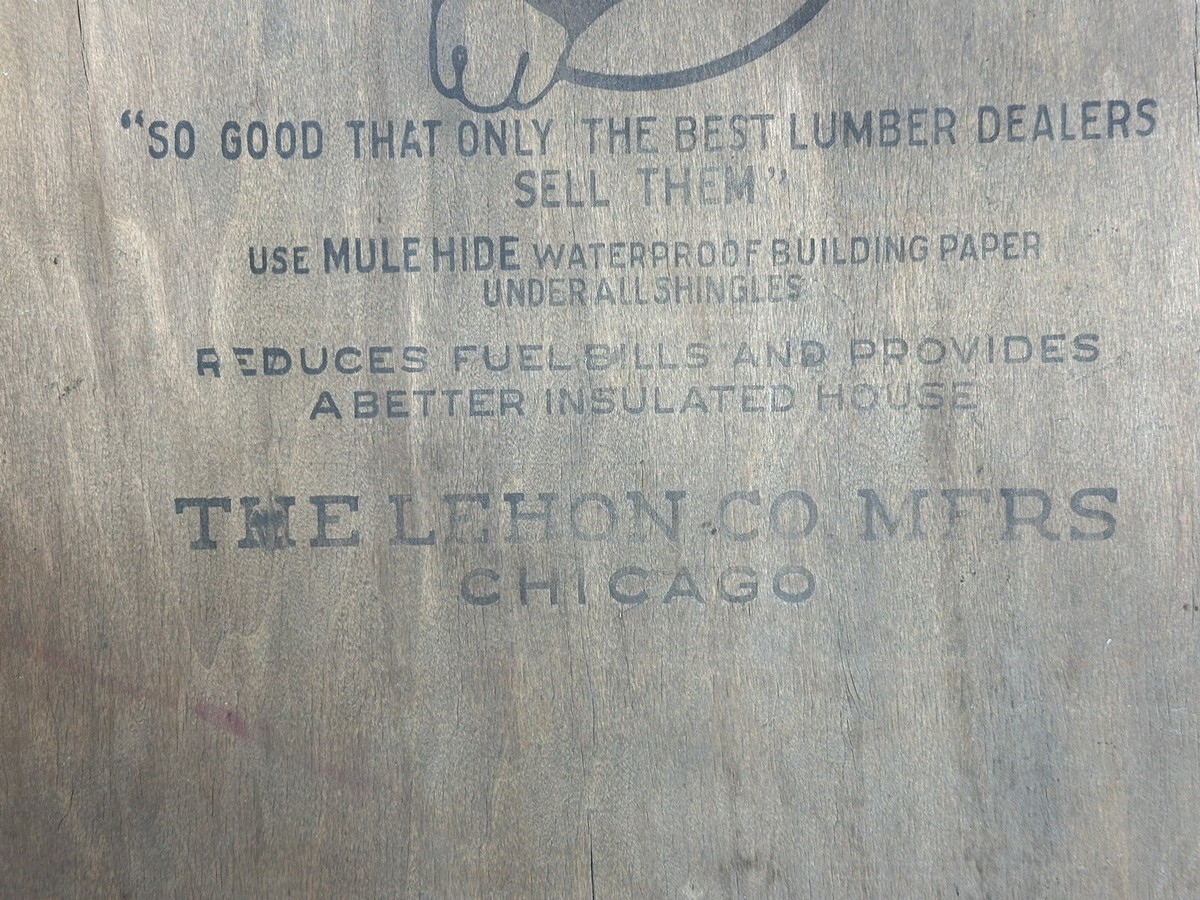 "SO GOOD THAT ONLY THE BEST LUMBER DEALERS
SELL THEM"
USE MULE HIDE WATERPROOF BUILDING PAPER
UNDER ALL SHINGLES
REDUCES FUEL BILLS AND PROVIDES
A BETTER INSULATED HOUSE
THE LEHON CO. MFRS
CHICAGO